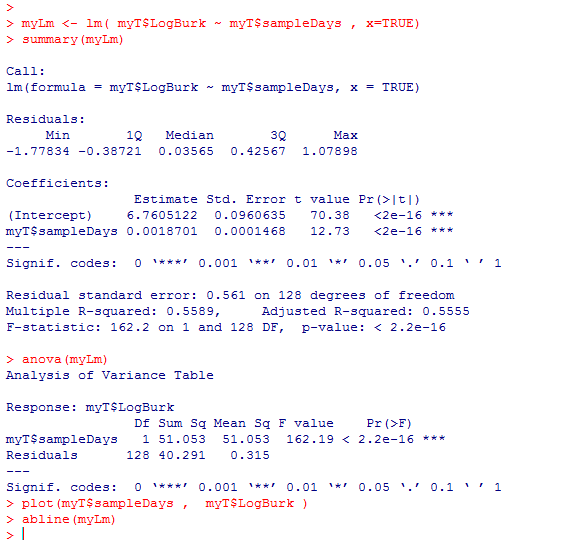 >
> myLm <- lm( myT$LogBurk ~ myT$sampleDays , x=TRUE)
> summary(myLm)
Call:
lm(formula = myT$LogBurk ~ myT$sampleDays, x = TRUE)
Residuals:
Min 1Q Median 3Q Max
-1.77834 -0.38721 0.03565 0.42567 1.07898
Coefficients:
Estimate Std. Error t value Pr(>|t|)
(Intercept) 6.7605122 0.0960635 70.38 <2e-16 ***
myT$sampleDays 0.0018701 0.0001468 12.73 <2e-16 ***
---
Signif. codes: 0 ‘***’ 0.001 ‘**’ 0.01 ‘*’ 0.05 ‘.’ 0.1 ‘ ’ 1
Residual standard error: 0.561 on 128 degrees of freedom
Multiple R-squared: 0.5589, Adjusted R-squared: 0.5555
F-statistic: 162.2 on 1 and 128 DF, p-value: < 2.2e-16
> anova(myLm)
Analysis of Variance Table
Response: myT$LogBurk
Df Sum Sq Mean Sq F value Pr(>F)
myT$sampleDays 1 51.053 51.053 162.19 < 2.2e-16 ***
Residuals 128 40.291 0.315
---
Signif. codes: 0 ‘***’ 0.001 ‘**’ 0.01 ‘*’ 0.05 ‘.’ 0.1 ‘ ’ 1
> plot(myT$sampleDays , myT$LogBurk )
> abline(myLm)
>